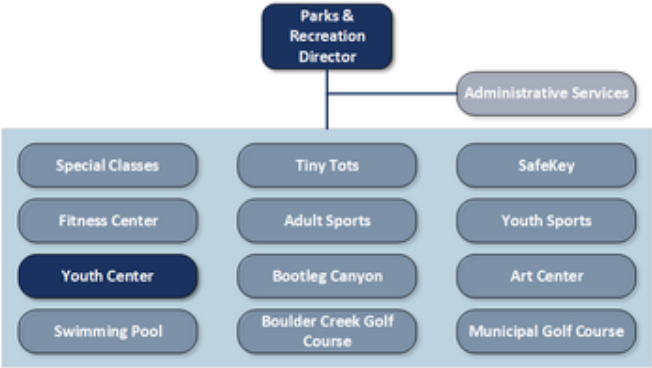 Parks &
Recreation
Director
Administrative Services
Special Classes
Tiny Tots
SafeKey
Fitness Center
Adult Sports
Youth Sports
Youth Center
Bootleg Canyon
Art Center
Swimming Pool
Boulder Creek Golf
Course
Municipal Golf Course